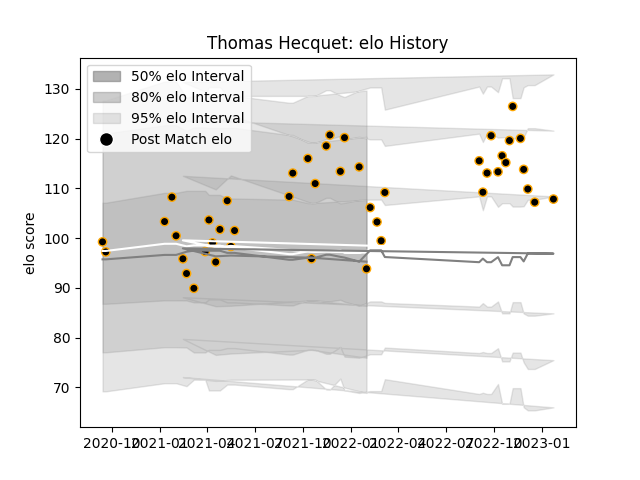 Thomas Hecquet: elo History
50% elo Interval
80% elo Interval
95% elo Interval
Post Match elo
elo score
130
120
110
100
90
80
70
2020-10 2021-01 2021-04 2021-07 2021-10 2022-01 2022-04 2022-07 2022-10 2023-01